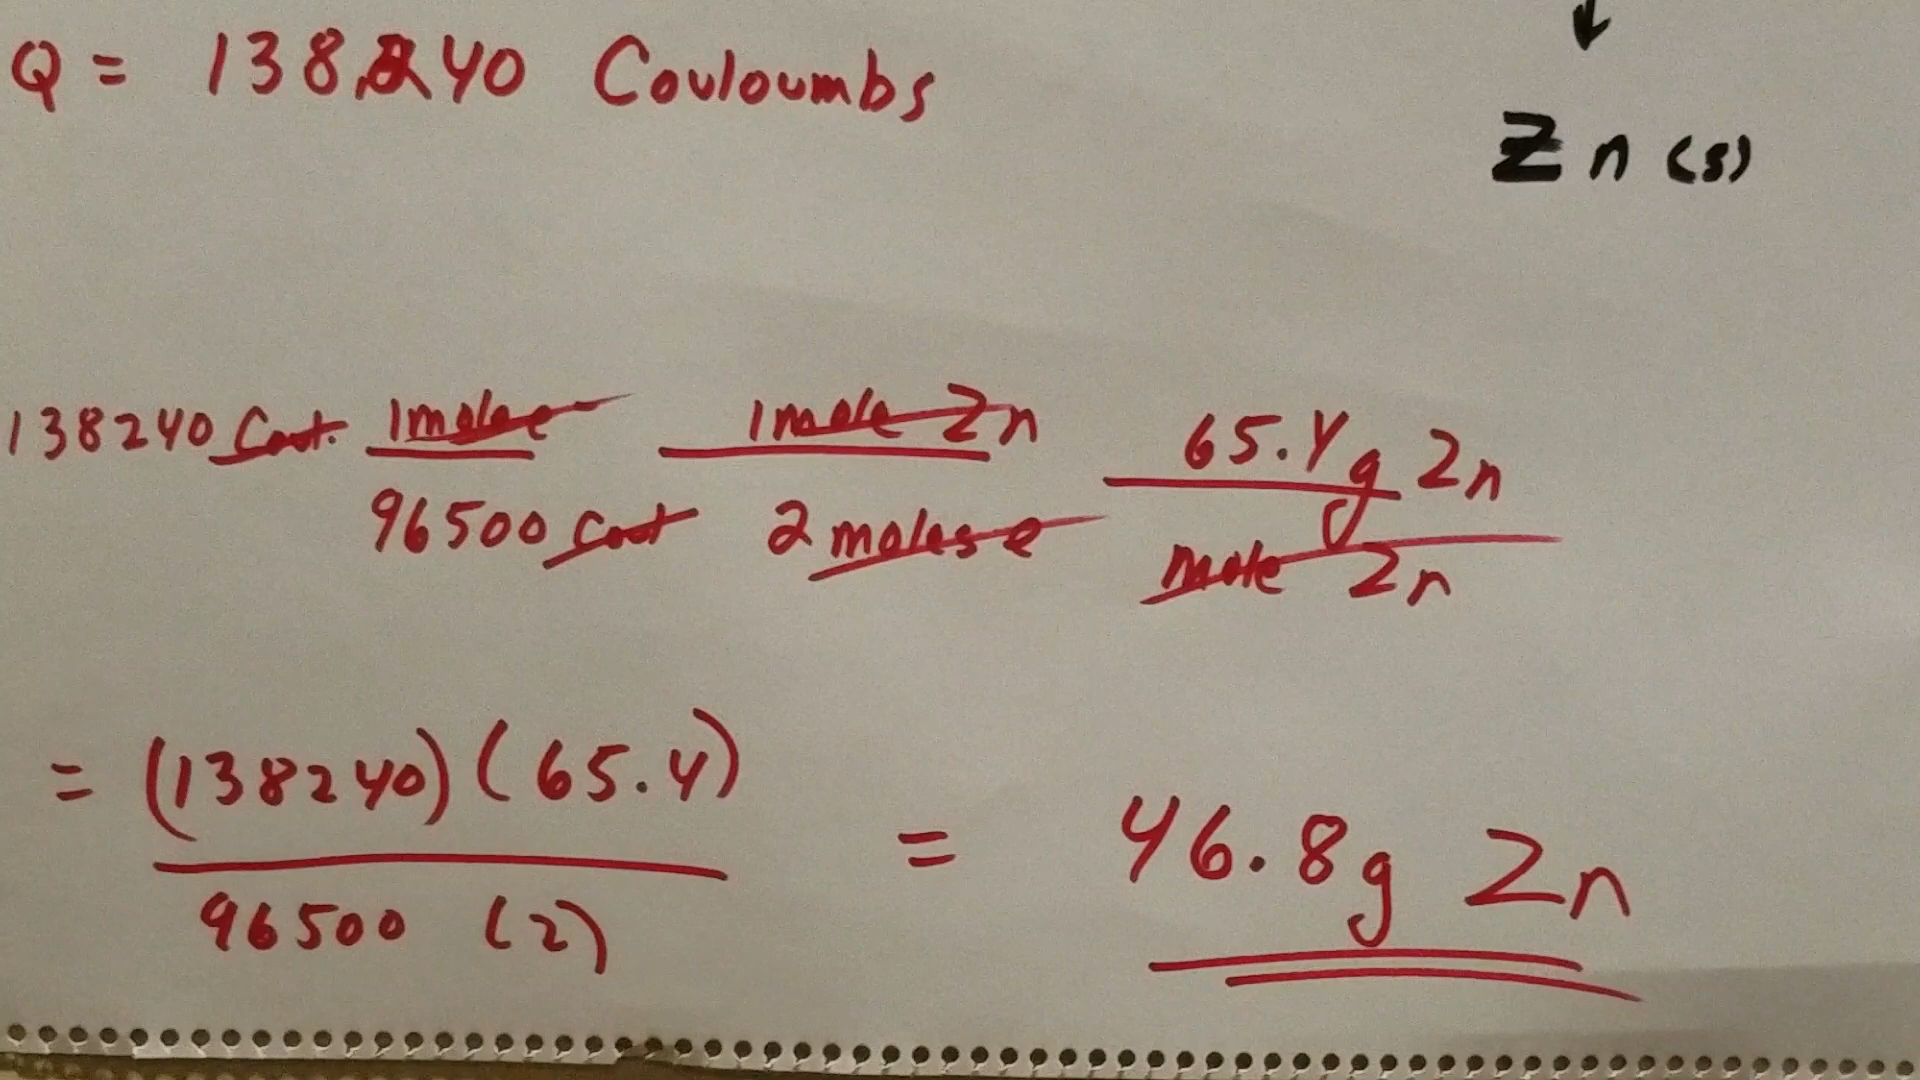 Q = 138240 Couloumbs
Zn (s)
138240 Coul. 1 mole e 1 mole Zn 65.4 g Zn
96500 Coul 2 moles e mole Zn
= (138240) (65.4)
96500 (2)
= 46.8 g Zn